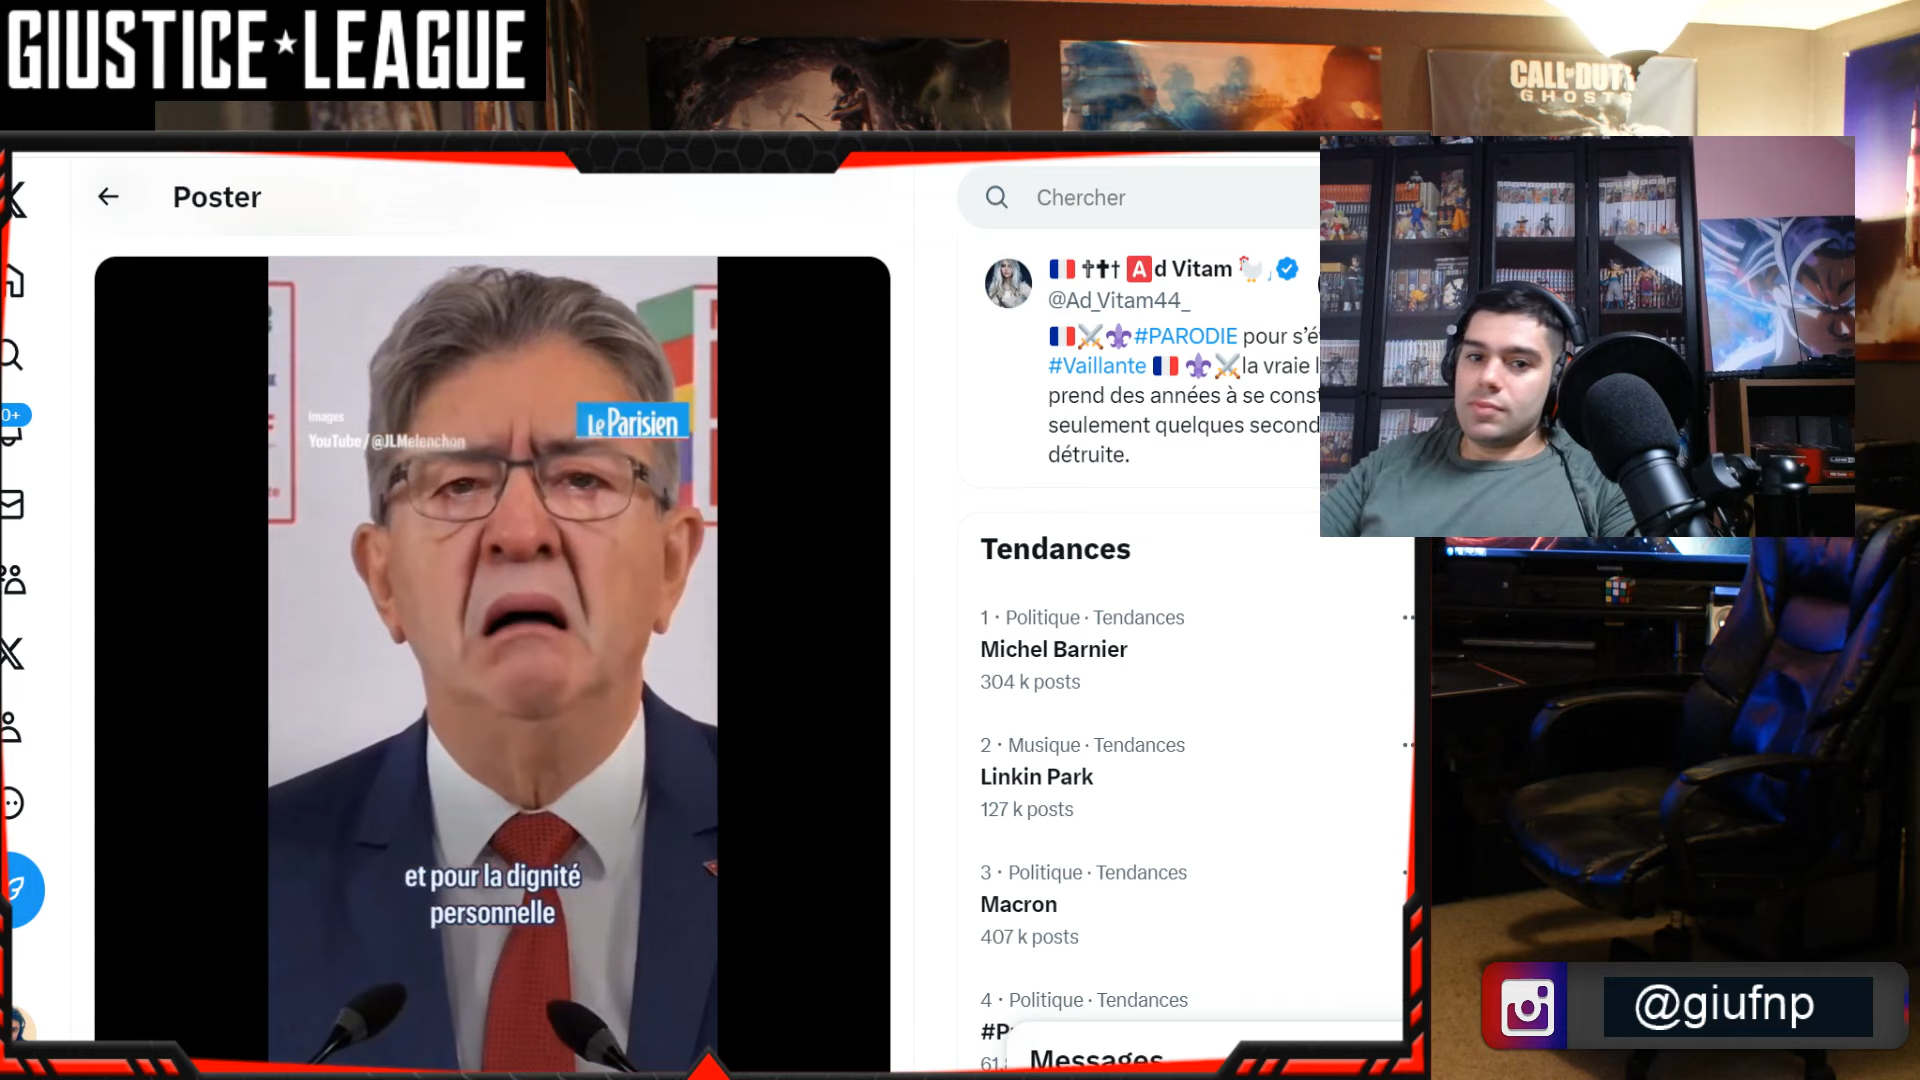 GIUSTICE★LEAGUE
CALL OF DUTY
GHOSTS
Poster
Chercher
Images
YouTube / @JLMelenchon
Le Parisien
et pour la dignité
personnelle
🇫🇷 ✞✝† 🅰d Vitam 🐓
@Ad_Vitam44_
🇫🇷⚔️⚜️#PARODIE pour s'é
#Vaillante 🇫🇷 ⚜️⚔️la vraie
prend des années à se const
seulement quelques second
détruite.
Tendances
1 · Politique · Tendances
Michel Barnier
304 k posts
2 · Musique · Tendances
Linkin Park
127 k posts
3 · Politique · Tendances
Macron
407 k posts
4 · Politique · Tendances
#P
61
Messages
@giufnp